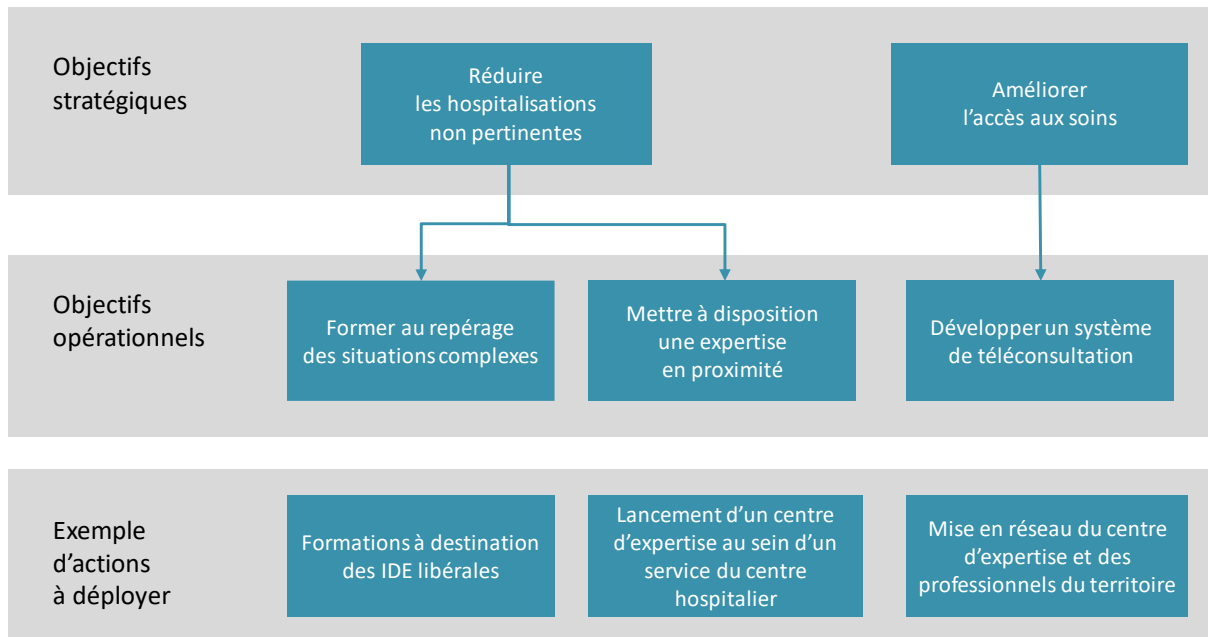 Objectifs
stratégiques
Réduire
les hospitalisations
non pertinentes
Améliorer
l'accès aux soins
Objectifs
opérationnels
Former au repérage
des situations complexes
Mettre à disposition
une expertise
en proximité
Développer un système
de téléconsultation
Exemple
d'actions
à déployer
Formations à destination
des IDE libérales
Lancement d'un centre
d'expertise au sein d'un
service du centre
hospitalier
Mise en réseau du centre
d'expertise et des
professionnels du territoire